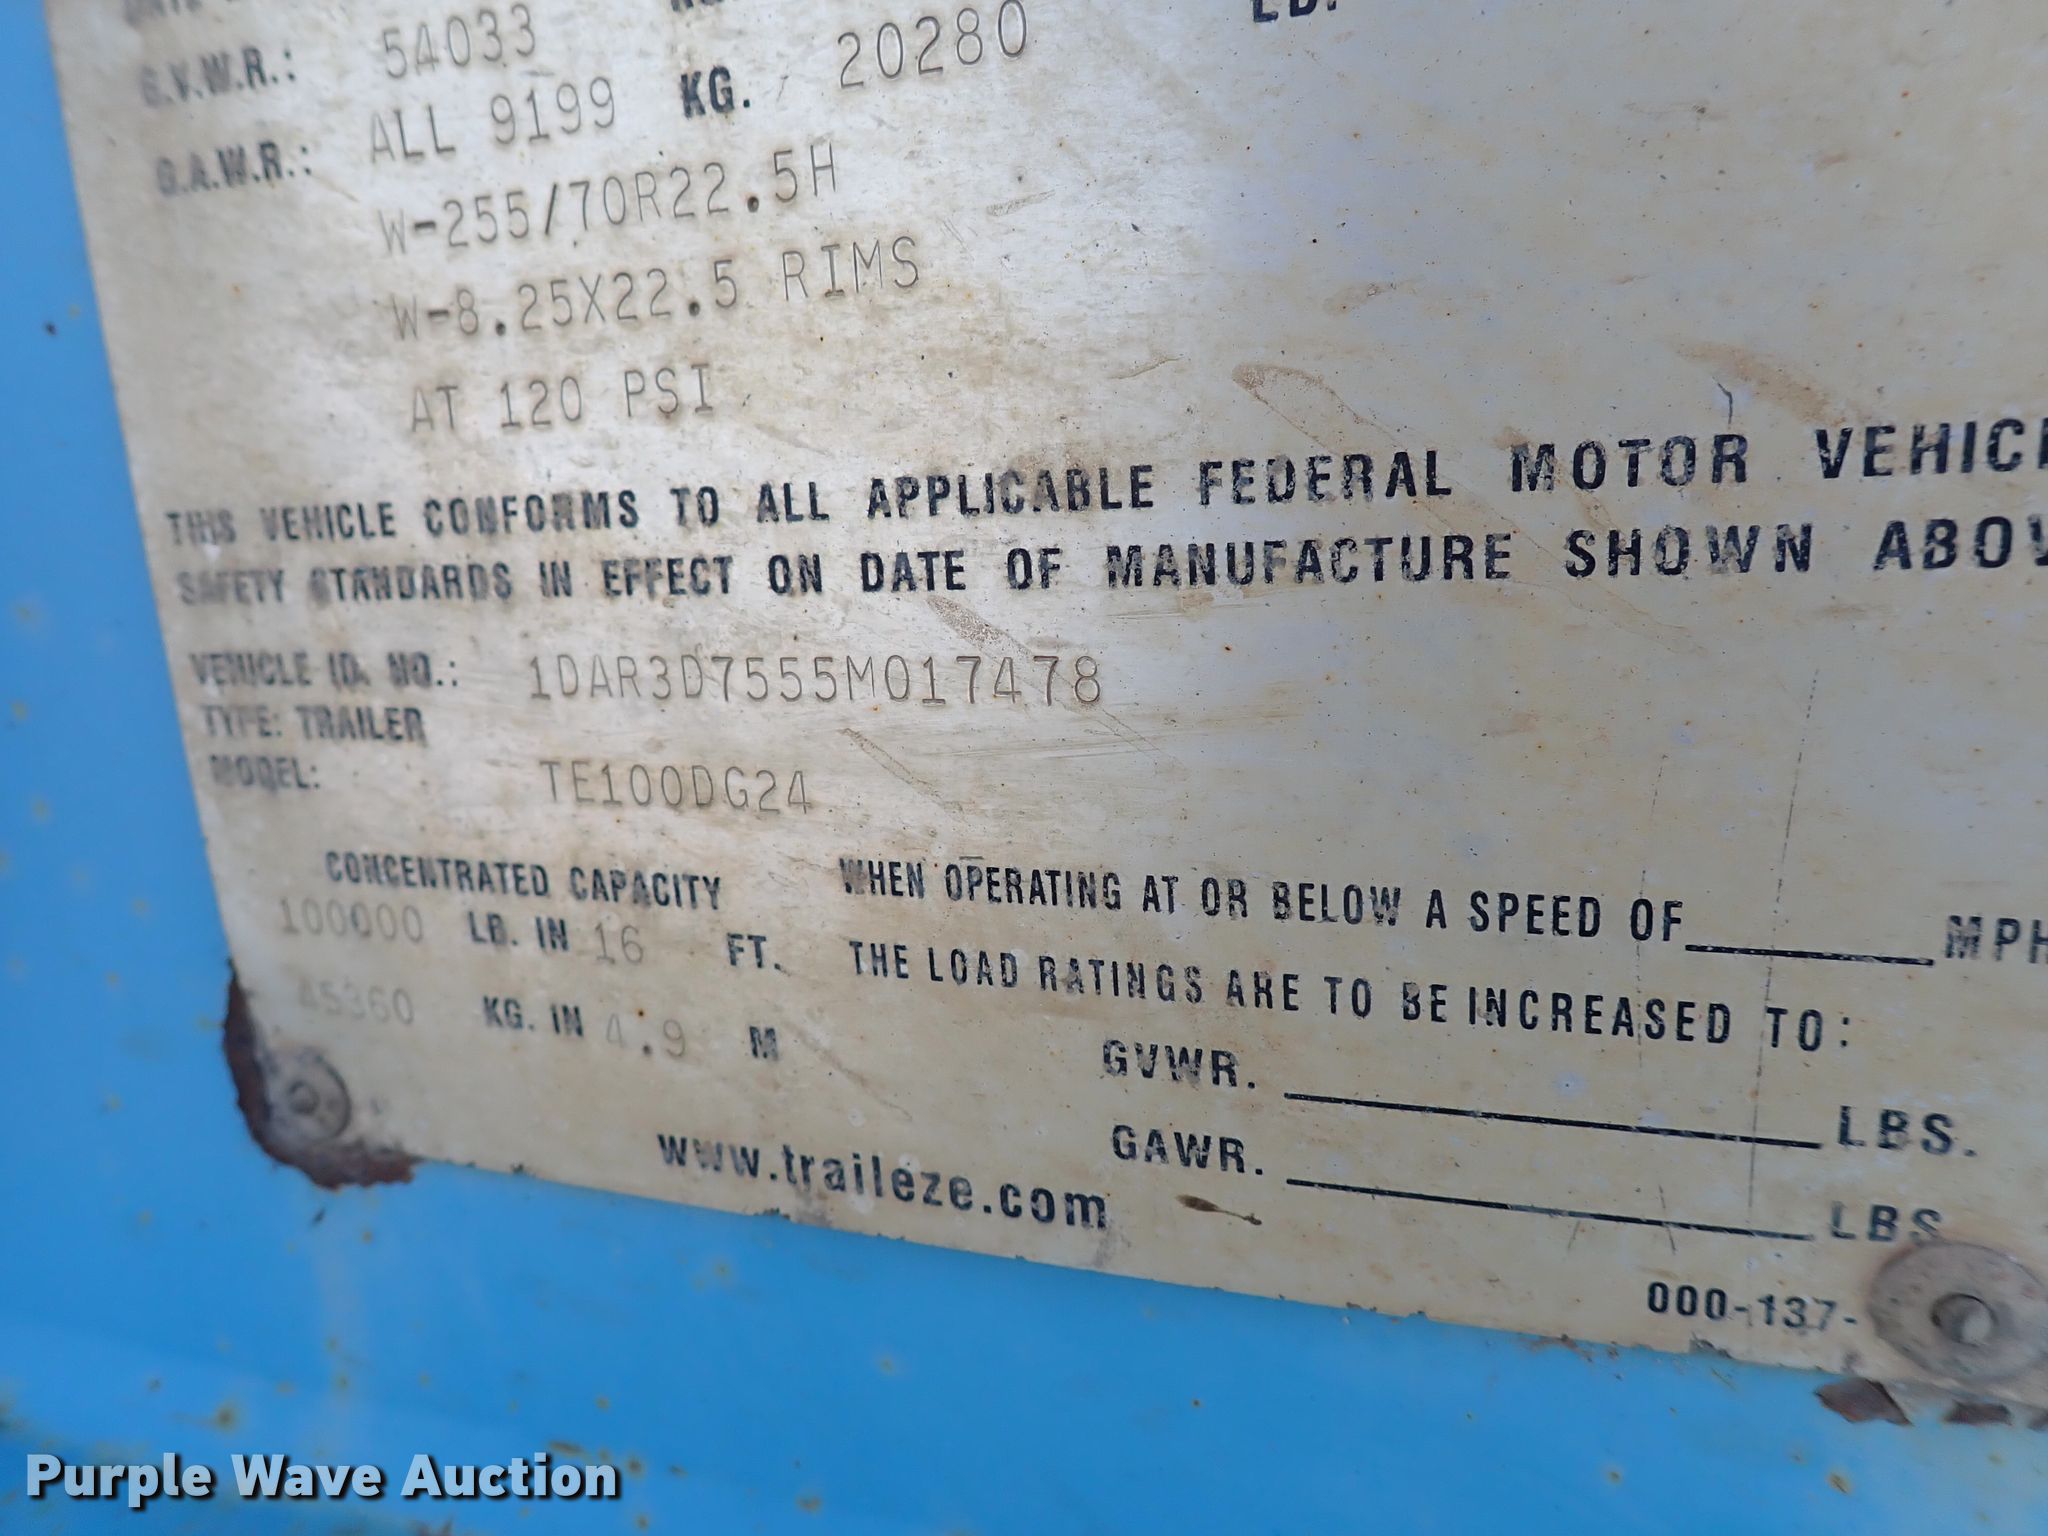 G.V.W.R.: 54033 LB.
G.A.W.R.: ALL 9199 KG. 20280
W-255/70R22.5H
W-8.25X22.5 RIMS
AT 120 PSI
THIS VEHICLE CONFORMS TO ALL APPLICABLE FEDERAL MOTOR
SAFETY STANDARDS IN EFFECT ON DATE OF MANUFACTURE SHOWN
VEHICLE ID. NO.: 1DAR3D7555M017478
TYPE: TRAILER
MODEL: TE100DG24
CONCENTRATED CAPACITY
100000 LB. IN 16 FT.
45360 KG. IN 4.9 M
WHEN OPERATING AT OR BELOW A SPEED OF MPH
THE LOAD RATINGS ARE TO BE INCREASED TO:
GVWR. LBS.
GAWR. LBS
www.traileze.com
000-137-
Purple Wave Auction